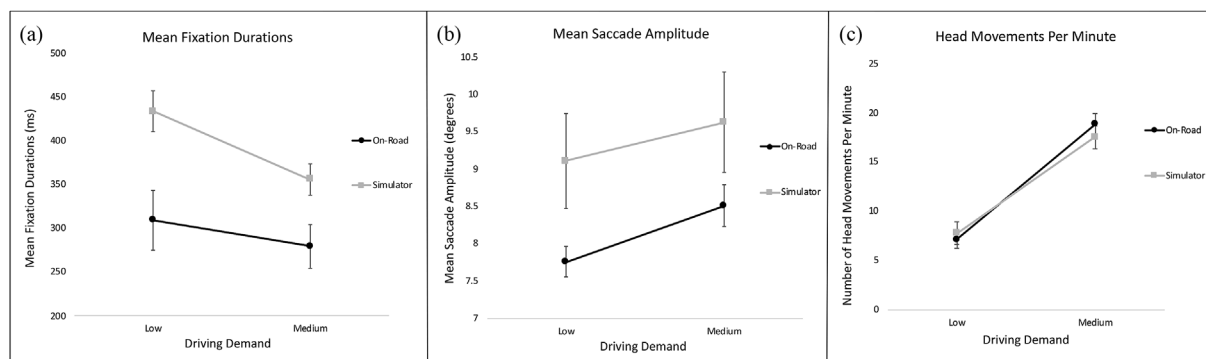 (a)
Mean Fixation Durations
Mean Fixation Durations (ms)
500
450
400
350
300
250
200
Low
Medium
Driving Demand
On-Road
Simulator
(b)
Mean Saccade Amplitude
Mean Saccade Amplitude (degrees)
10.5
10
9.5
9
8.5
8
7.5
7
Low
Medium
Driving Demand
On-Road
Simulator
(c)
Head Movements Per Minute
Number of Head Movements Per Minute
25
20
15
10
5
0
Low
Medium
Driving Demand
On-Road
Simulator